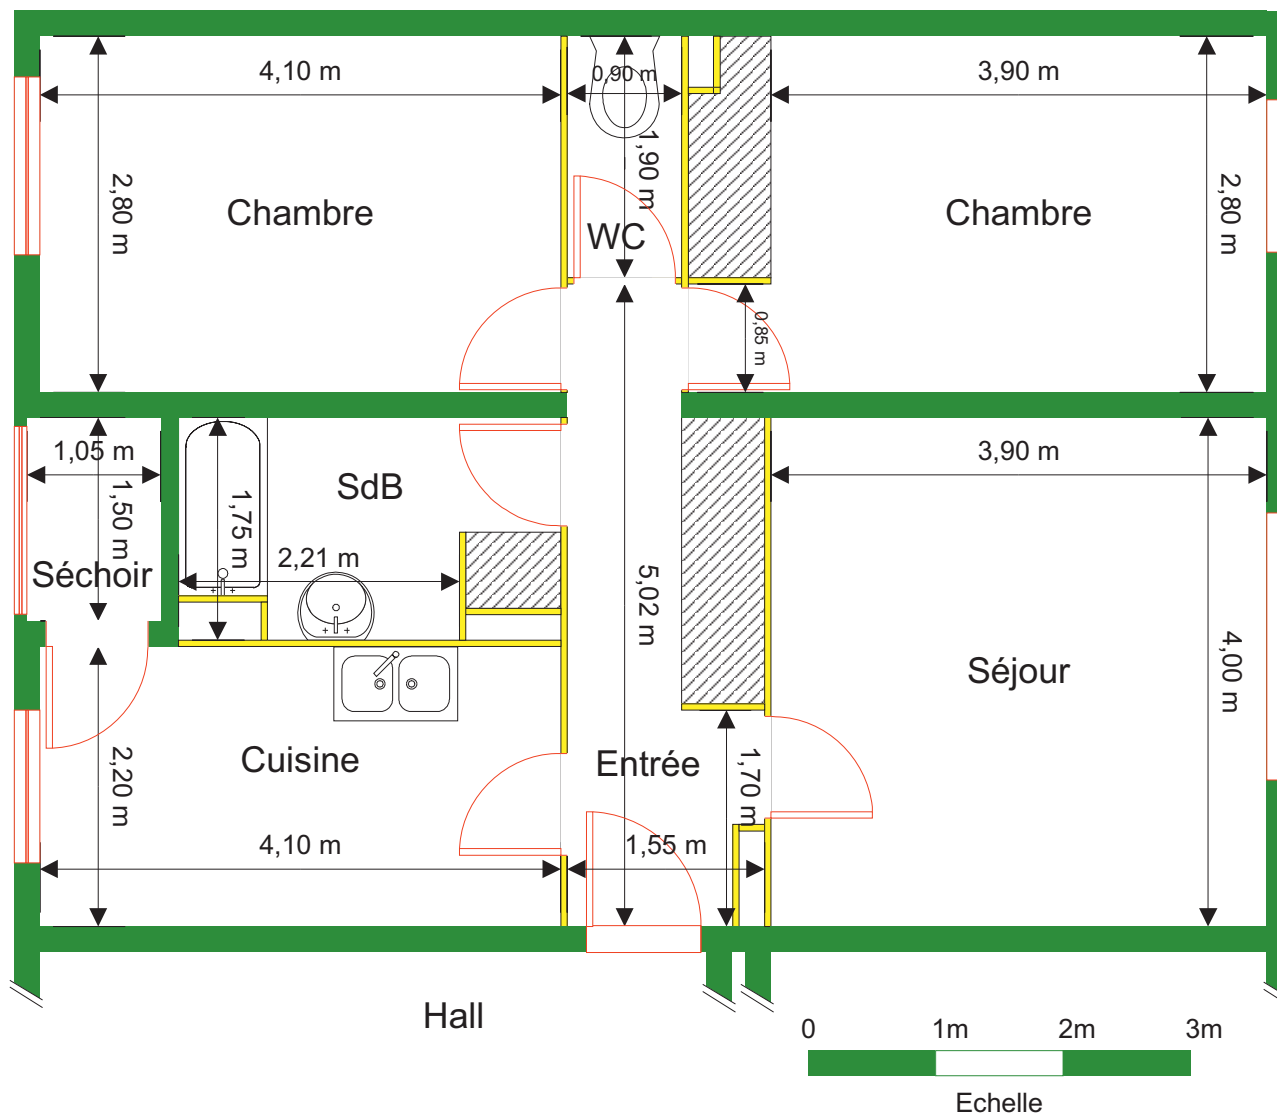 4,10 m
0,90 m
3,90 m
1,90 m
2,80 m
2,80 m
Chambre
WC
Chambre
0,85 m
1,05 m
3,90 m
1,50 m
1,75 m
SdB
2,21 m
Séchoir
5,02 m
4,00 m
Séjour
2,20 m
Cuisine
Entrée
1,70 m
4,10 m
1,55 m
Hall
0 1m 2m 3m
Echelle